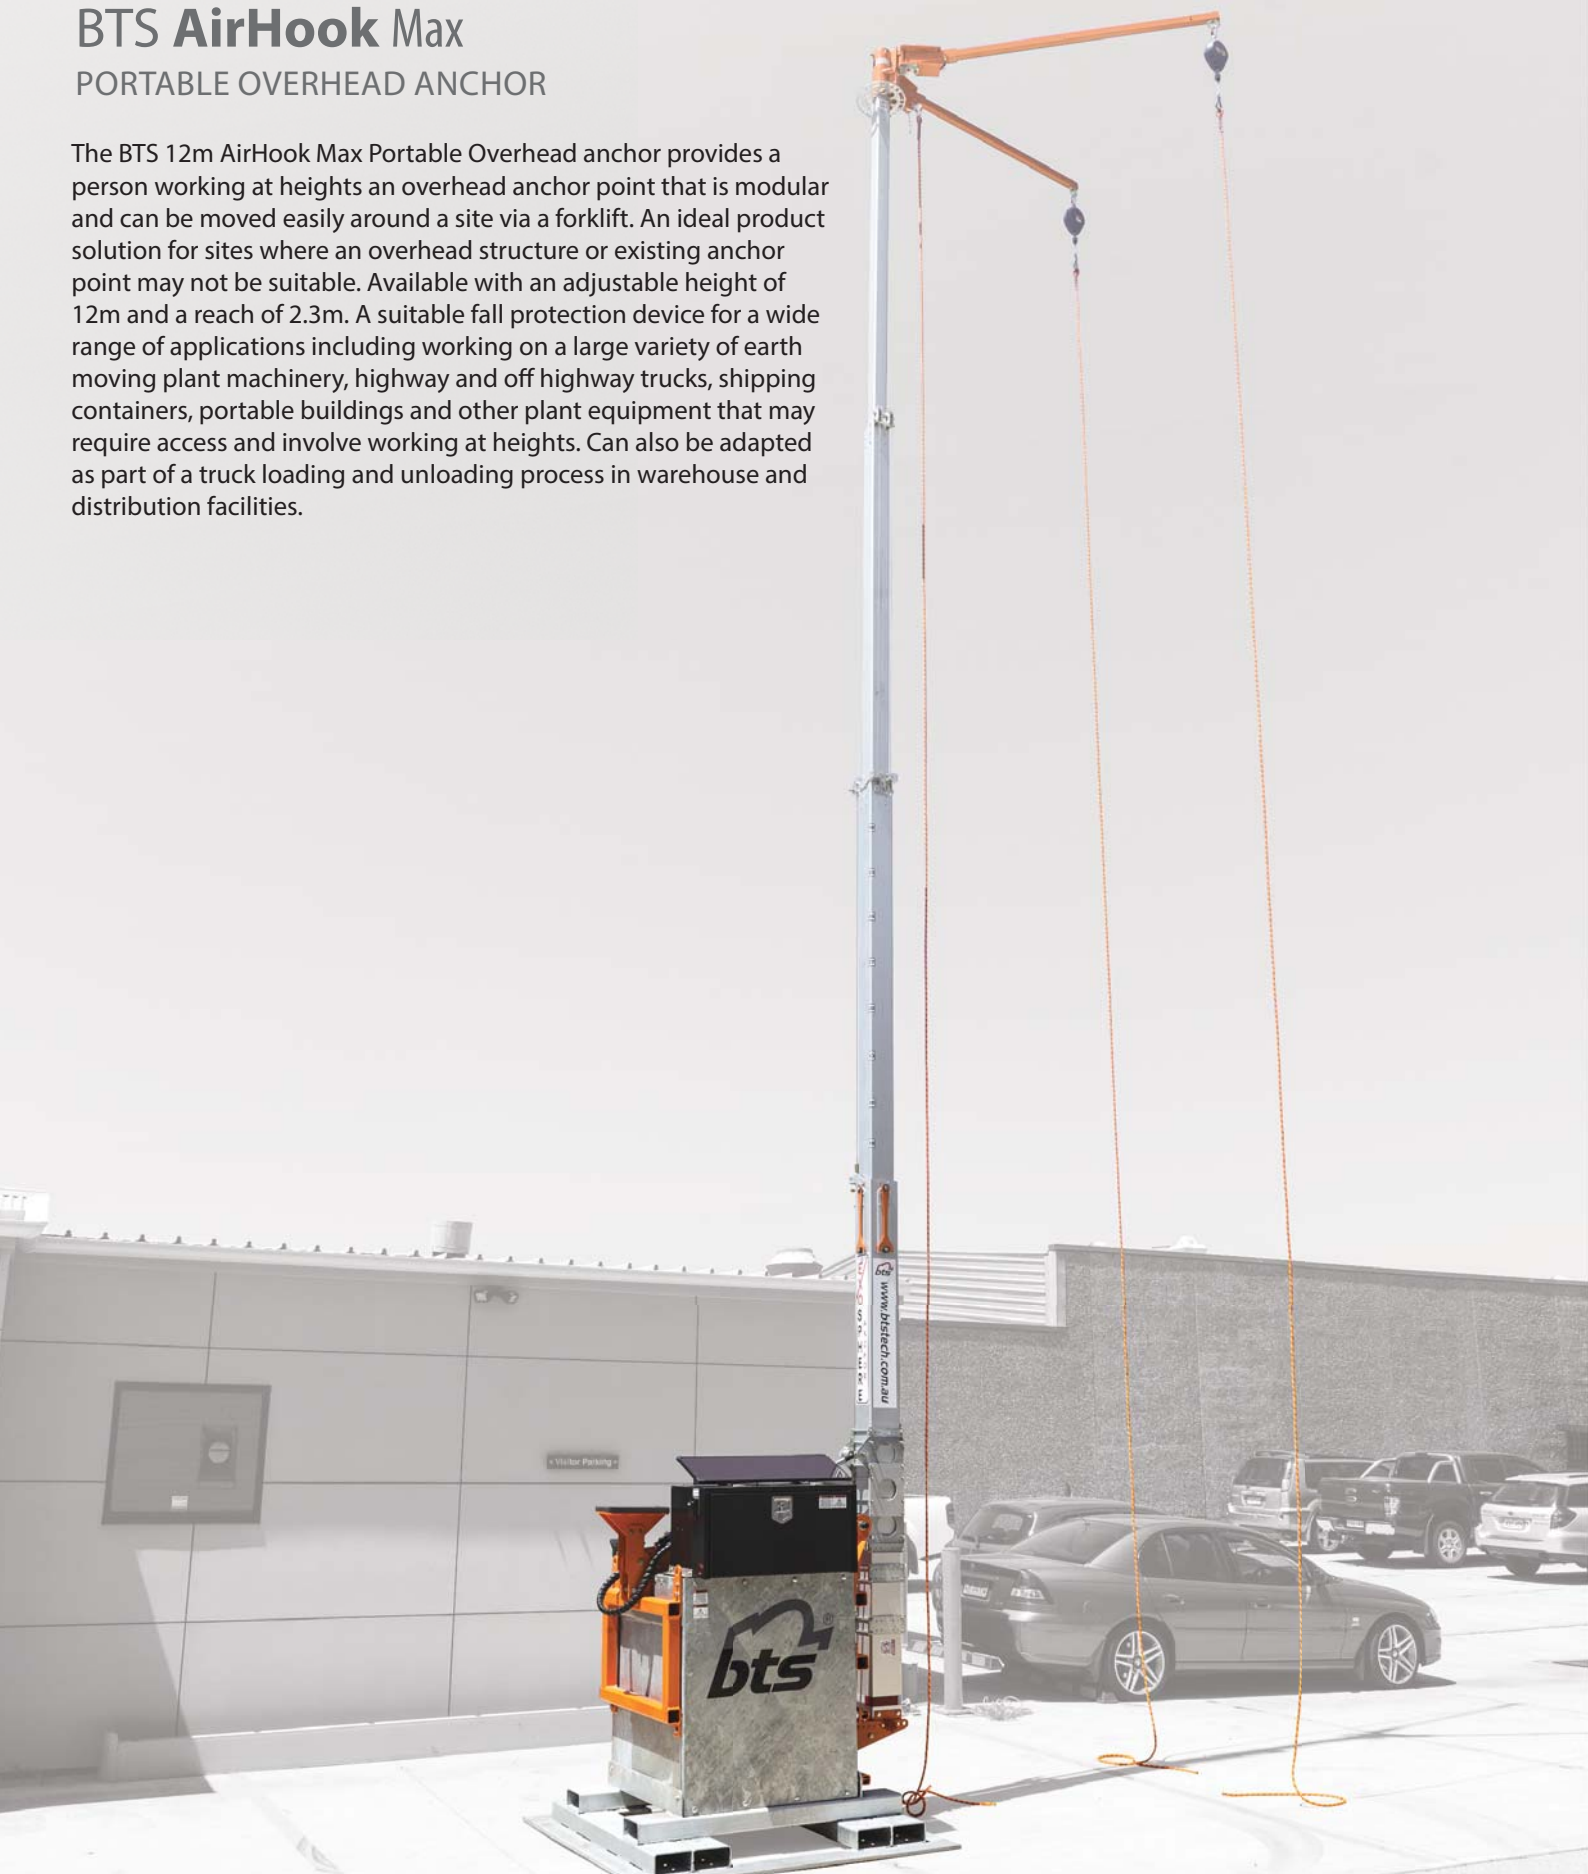 BTS AirHook Max
PORTABLE OVERHEAD ANCHOR
The BTS 12m AirHook Max Portable Overhead anchor provides a
person working at heights an overhead anchor point that is modular
and can be moved easily around a site via a forklift. An ideal product
solution for sites where an overhead structure or existing anchor
point may not be suitable. Available with an adjustable height of
12m and a reach of 2.3m. A suitable fall protection device for a wide
range of applications including working on a large variety of earth
moving plant machinery, highway and off highway trucks, shipping
containers, portable buildings and other plant equipment that may
require access and involve working at heights. Can also be adapted
as part of a truck loading and unloading process in warehouse and
distribution facilities.
bts
www.btstech.com.au
Visitor Parking
bts®